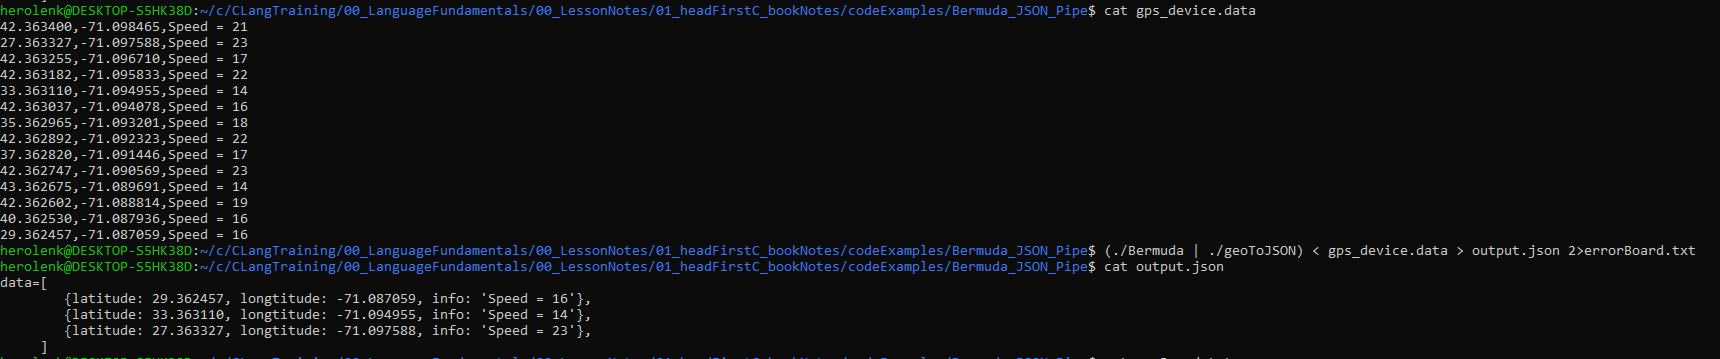 herolenk@DESKTOP-S5HK38D:~/c/CLangTraining/00_LanguageFundamentals/00_LessonNotes/01_headFirstC_bookNotes/codeExamples/Bermuda_JSON_Pipe$ cat gps_device.data
42.363400,-71.098465,Speed = 21
27.363327,-71.097588,Speed = 23
42.363255,-71.096710,Speed = 17
42.363182,-71.095833,Speed = 22
33.363110,-71.094955,Speed = 14
42.363037,-71.094078,Speed = 16
35.362965,-71.093201,Speed = 18
42.362892,-71.092323,Speed = 22
37.362820,-71.091446,Speed = 17
42.362747,-71.090569,Speed = 23
43.362675,-71.089691,Speed = 14
42.362602,-71.088814,Speed = 19
40.362530,-71.087936,Speed = 16
29.362457,-71.087059,Speed = 16
herolenk@DESKTOP-S5HK38D:~/c/CLangTraining/00_LanguageFundamentals/00_LessonNotes/01_headFirstC_bookNotes/codeExamples/Bermuda_JSON_Pipe$ (./Bermuda | ./geoToJSON) < gps_device.data > output.json 2>errorBoard.txt
herolenk@DESKTOP-S5HK38D:~/c/CLangTraining/00_LanguageFundamentals/00_LessonNotes/01_headFirstC_bookNotes/codeExamples/Bermuda_JSON_Pipe$ cat output.json
data=[
{latitude: 29.362457, longtitude: -71.087059, info: 'Speed = 16'},
{latitude: 33.363110, longtitude: -71.094955, info: 'Speed = 14'},
{latitude: 27.363327, longtitude: -71.097588, info: 'Speed = 23'},
]